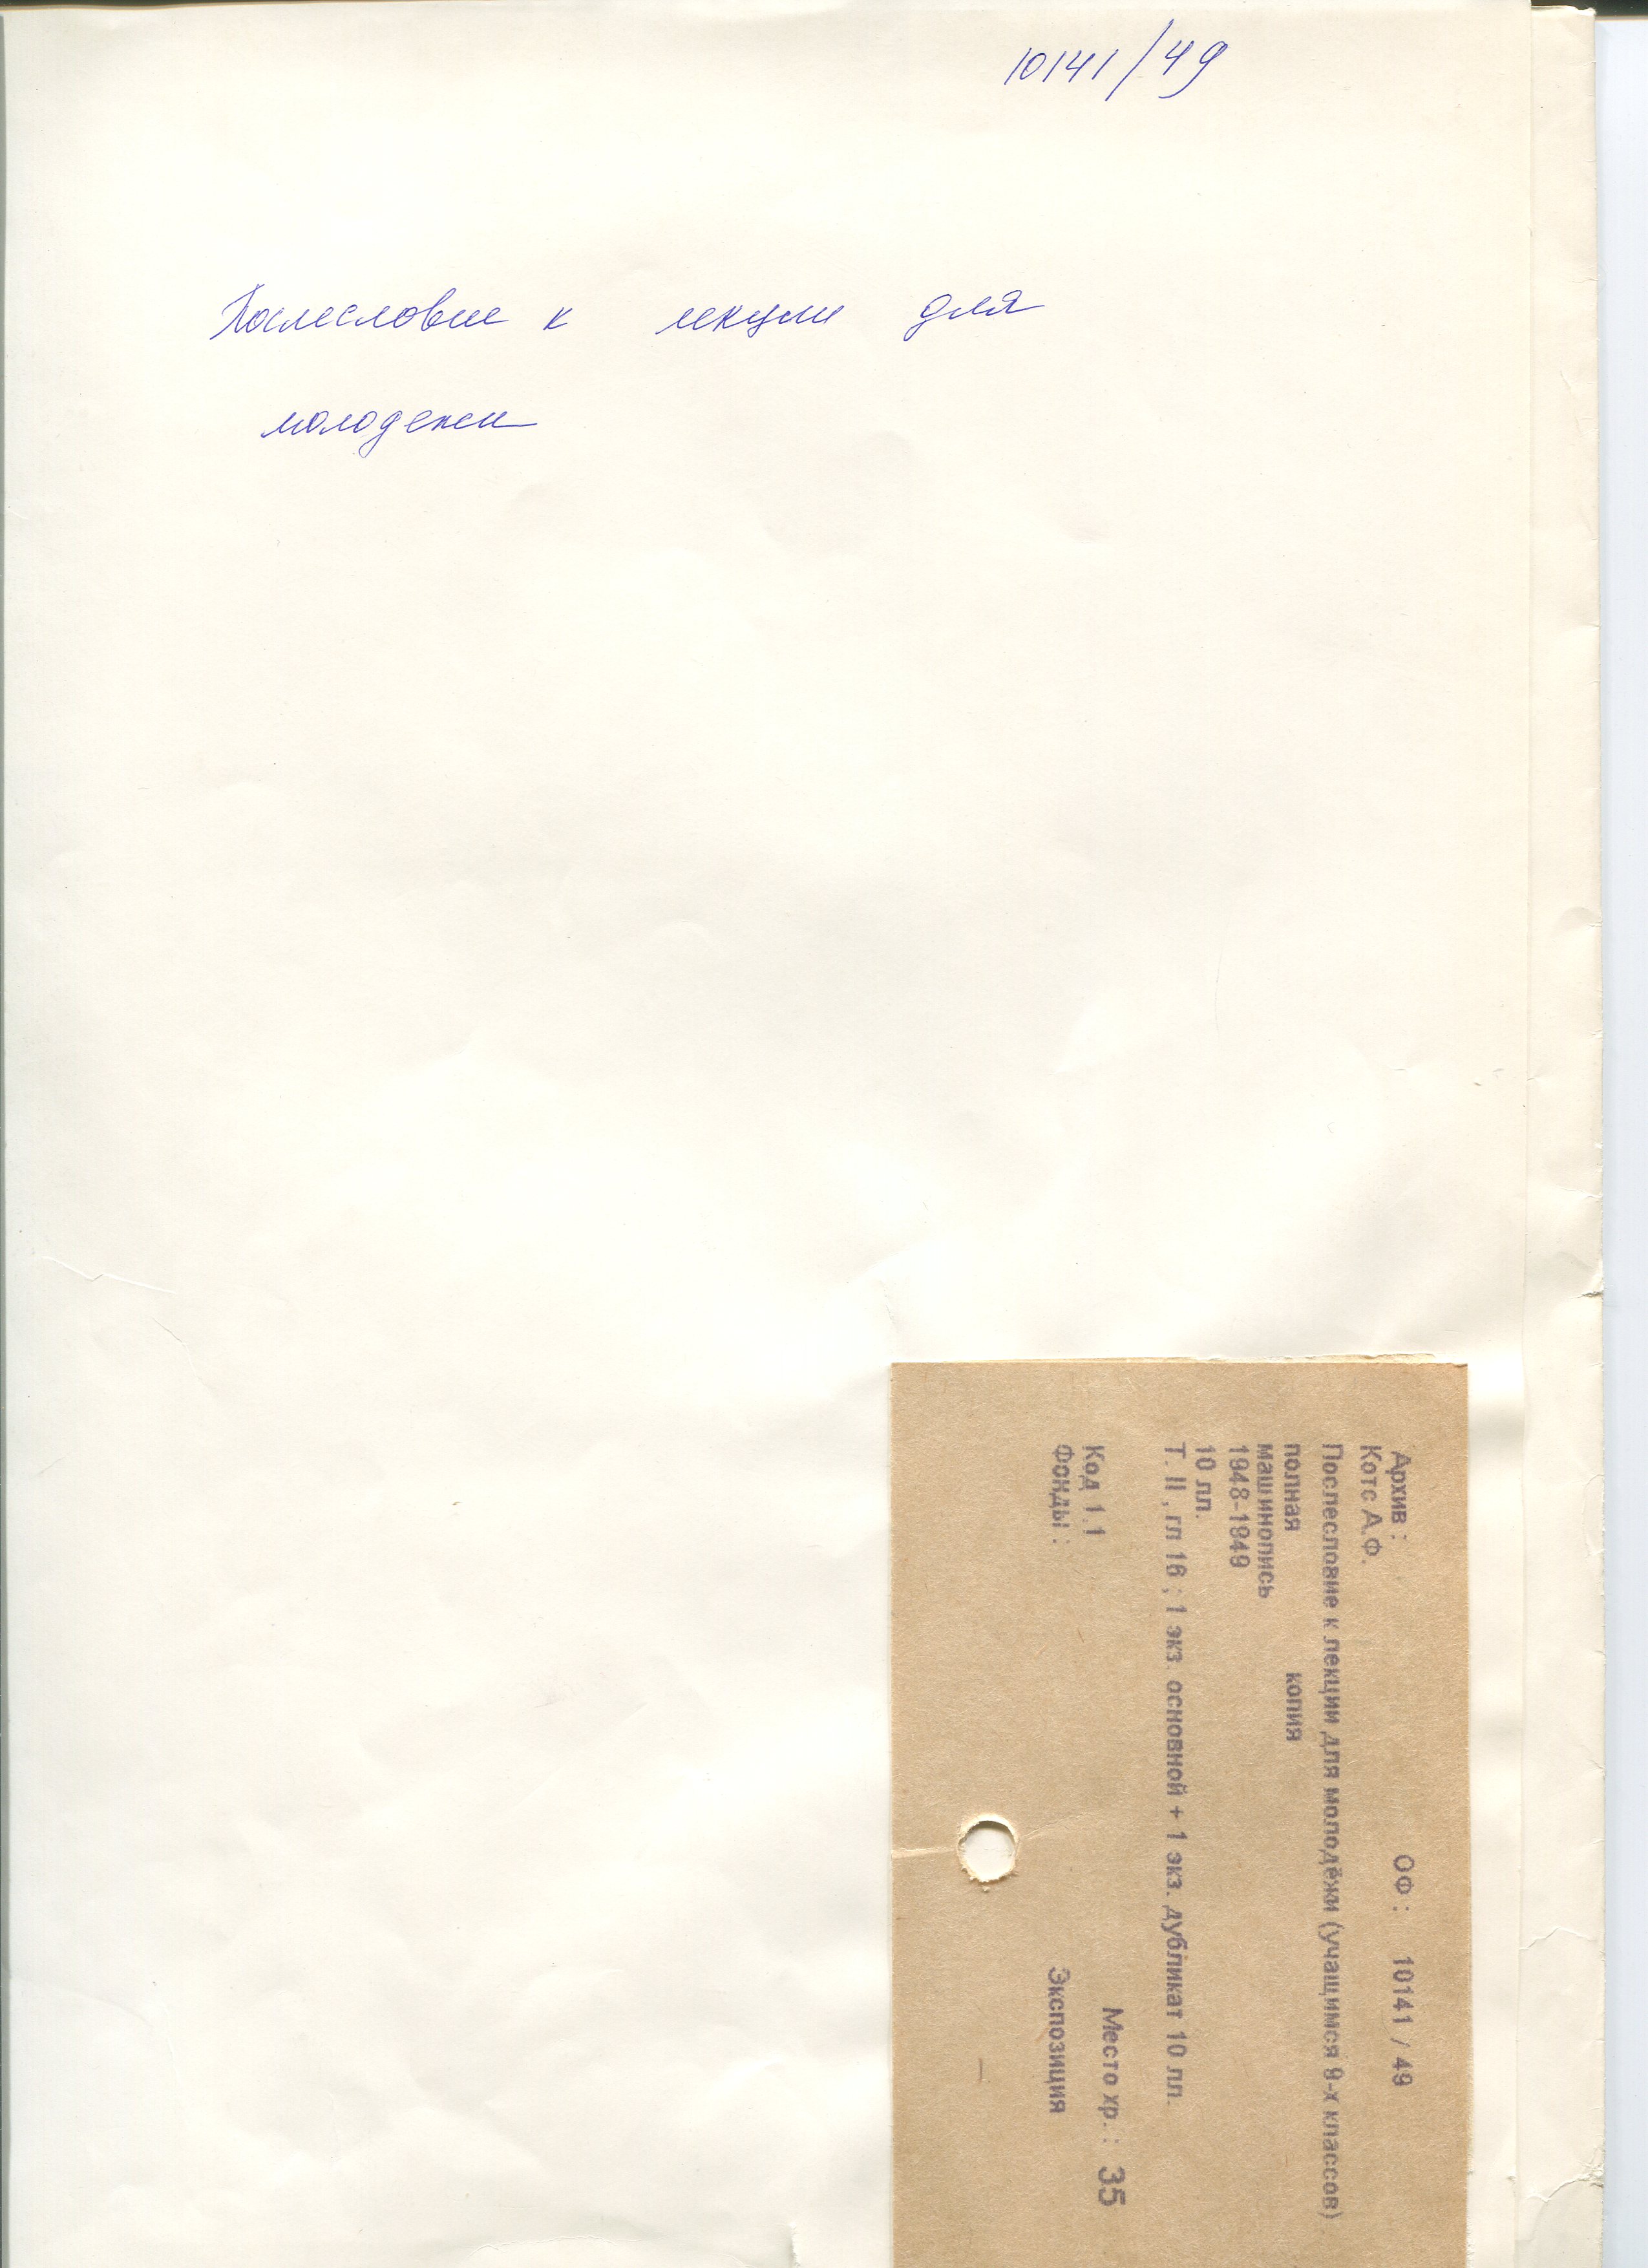 10141/49
Послесловие к лекции для
молодежи
Архив : ОФ : 10141 / 49
Котс А.Ф.
Послесловие к лекции для молодёжи (учащимся 9-х классов)
полная копия
машинопись
1948-1949
10 лл.
Т. II , гл 16 ; 1 экз. основной + 1 экз. дубликат 10 лл.
Место хр. : 35
Код 1.1
Фонды : Экспозиция